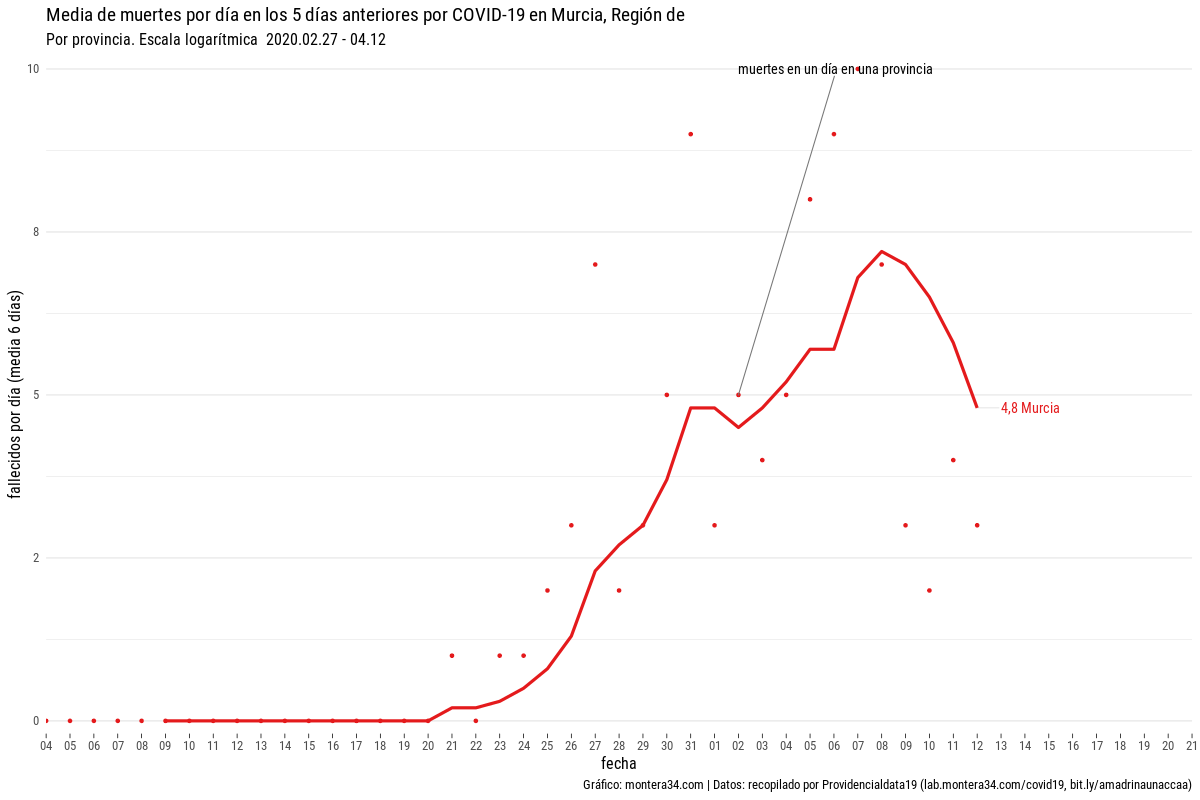 Media de muertes por día en los 5 días anteriores por COVID-19 en Murcia, Región de
Por provincia. Escala logarítmica 2020.02.27 - 04.12
10
muertes en un día en una provincia
8
fallecidos por día (media 6 días)
5
4,8 Murcia
2
0
04 05 06 07 08 09 10 11 12 13 14 15 16 17 18 19 20 21 22 23 24 25 26 27 28 29 30 31 01 02 03 04 05 06 07 08 09 10 11 12 13 14 15 16 17 18 19 20 21
fecha
Gráfico: montera34.com | Datos: recopilado por Providencialdata19 (lab.montera34.com/covid19, bit.ly/amadrinaunaccaa)